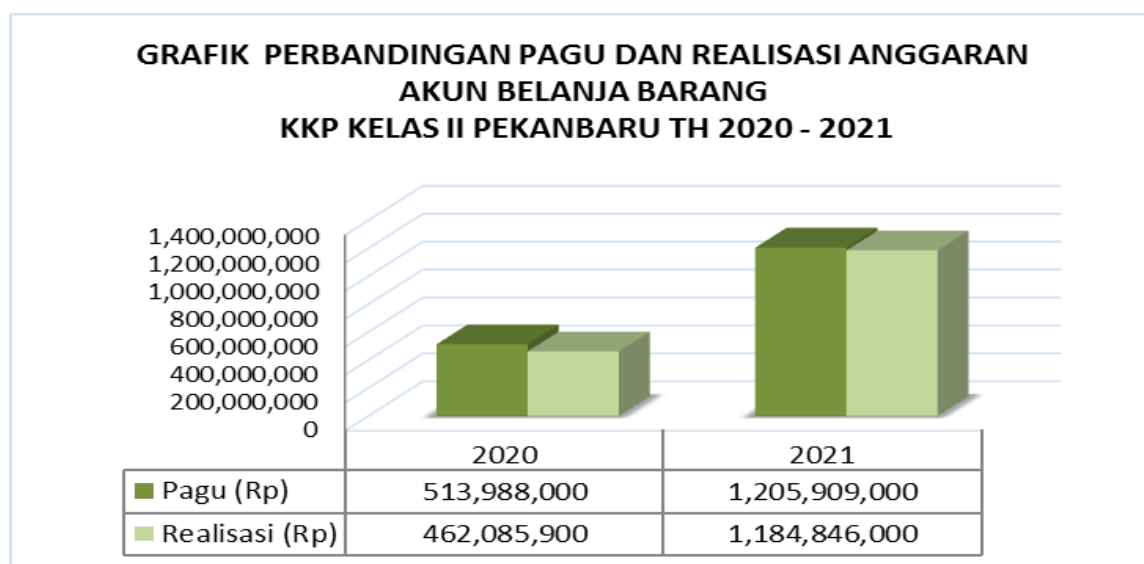 GRAFIK PERBANDINGAN PAGU DAN REALISASI ANGGARAN
AKUN BELANJA BARANG
KKP KELAS II PEKANBARU TH 2020 - 2021
1,400,000,000
1,200,000,000
1,000,000,000
800,000,000
600,000,000
400,000,000
200,000,000
0
2020 2021
Pagu (Rp) 513,988,000 1,205,909,000
Realisasi (Rp) 462,085,900 1,184,846,000